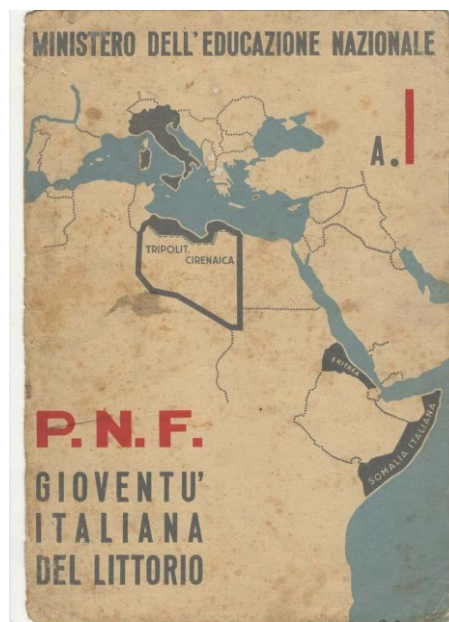 MINISTERO DELL'EDUCAZIONE NAZIONALE
A. I
TRIPOLIT.
CIRENAICA
ERITREA
SOMALIA ITALIANA
P.N.F.
GIOVENTU'
ITALIANA
DEL LITTORIO